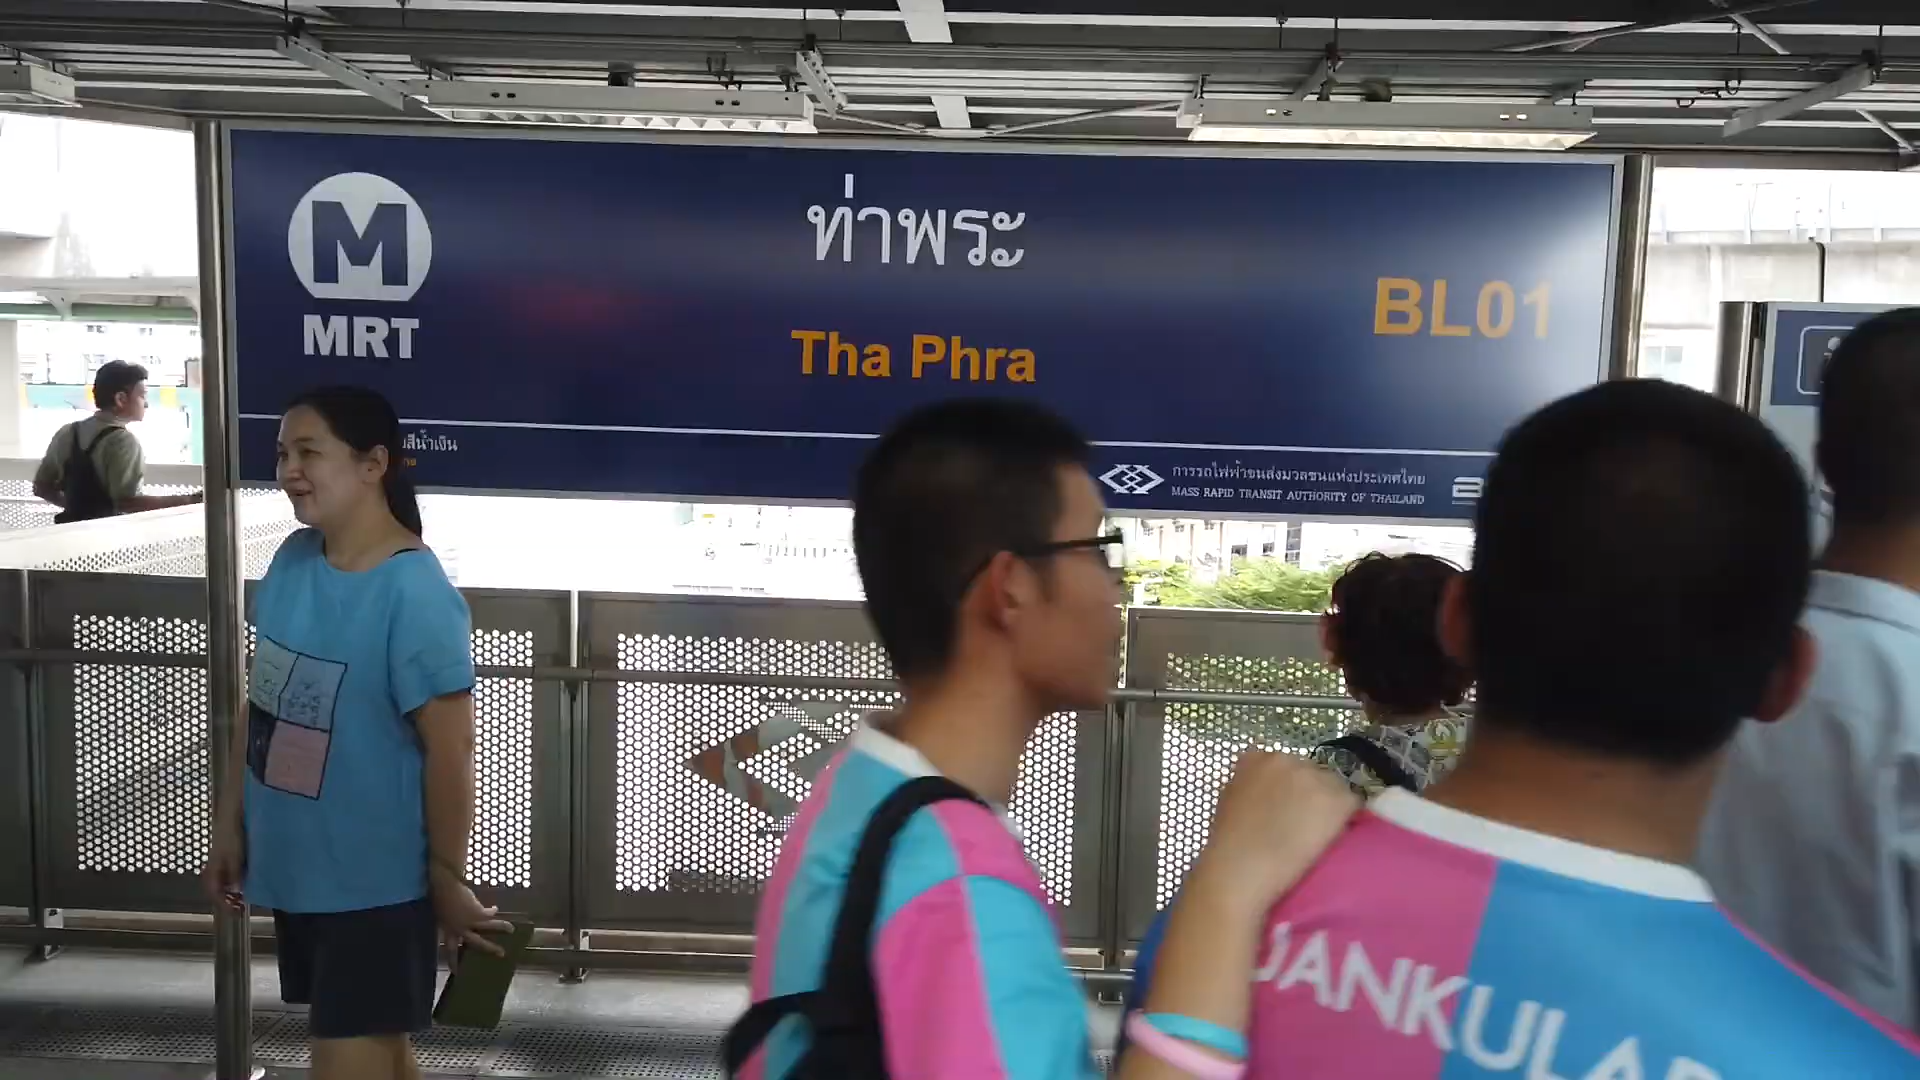 M
MRT
ท่าพระ
Tha Phra
BL01
สีน้ำเงิน
การรถไฟฟ้าขนส่งมวลชนแห่งประเทศไทย
MASS RAPID TRANSIT AUTHORITY OF THAILAND